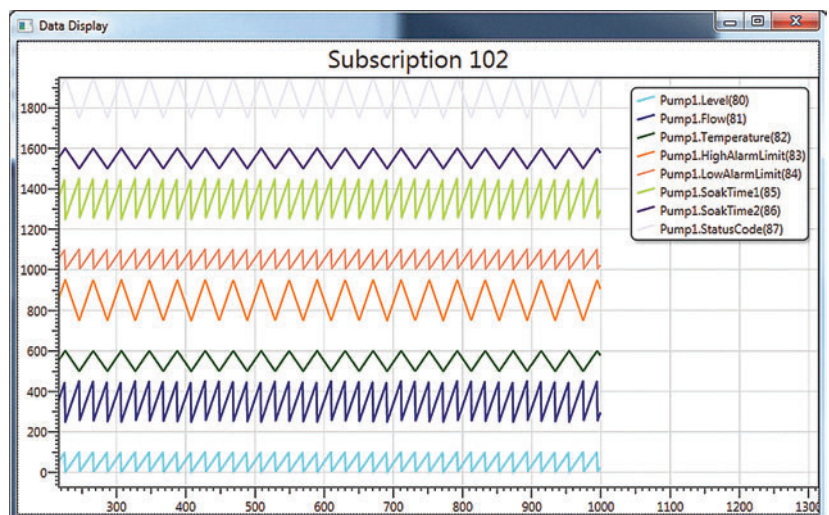 Data Display
Subscription 102
1800
1600
1400
1200
1000
800
600
400
200
0
Pump1.Level(80)
Pump1.Flow(81)
Pump1.Temperature(82)
Pump1.HighAlarmLimit(83)
Pump1.LowAlarmLimit(84)
Pump1.SoakTime1(85)
Pump1.SoakTime2(86)
Pump1.StatusCode(87)
300 400 500 600 700 800 900 1000 1100 1200 1300